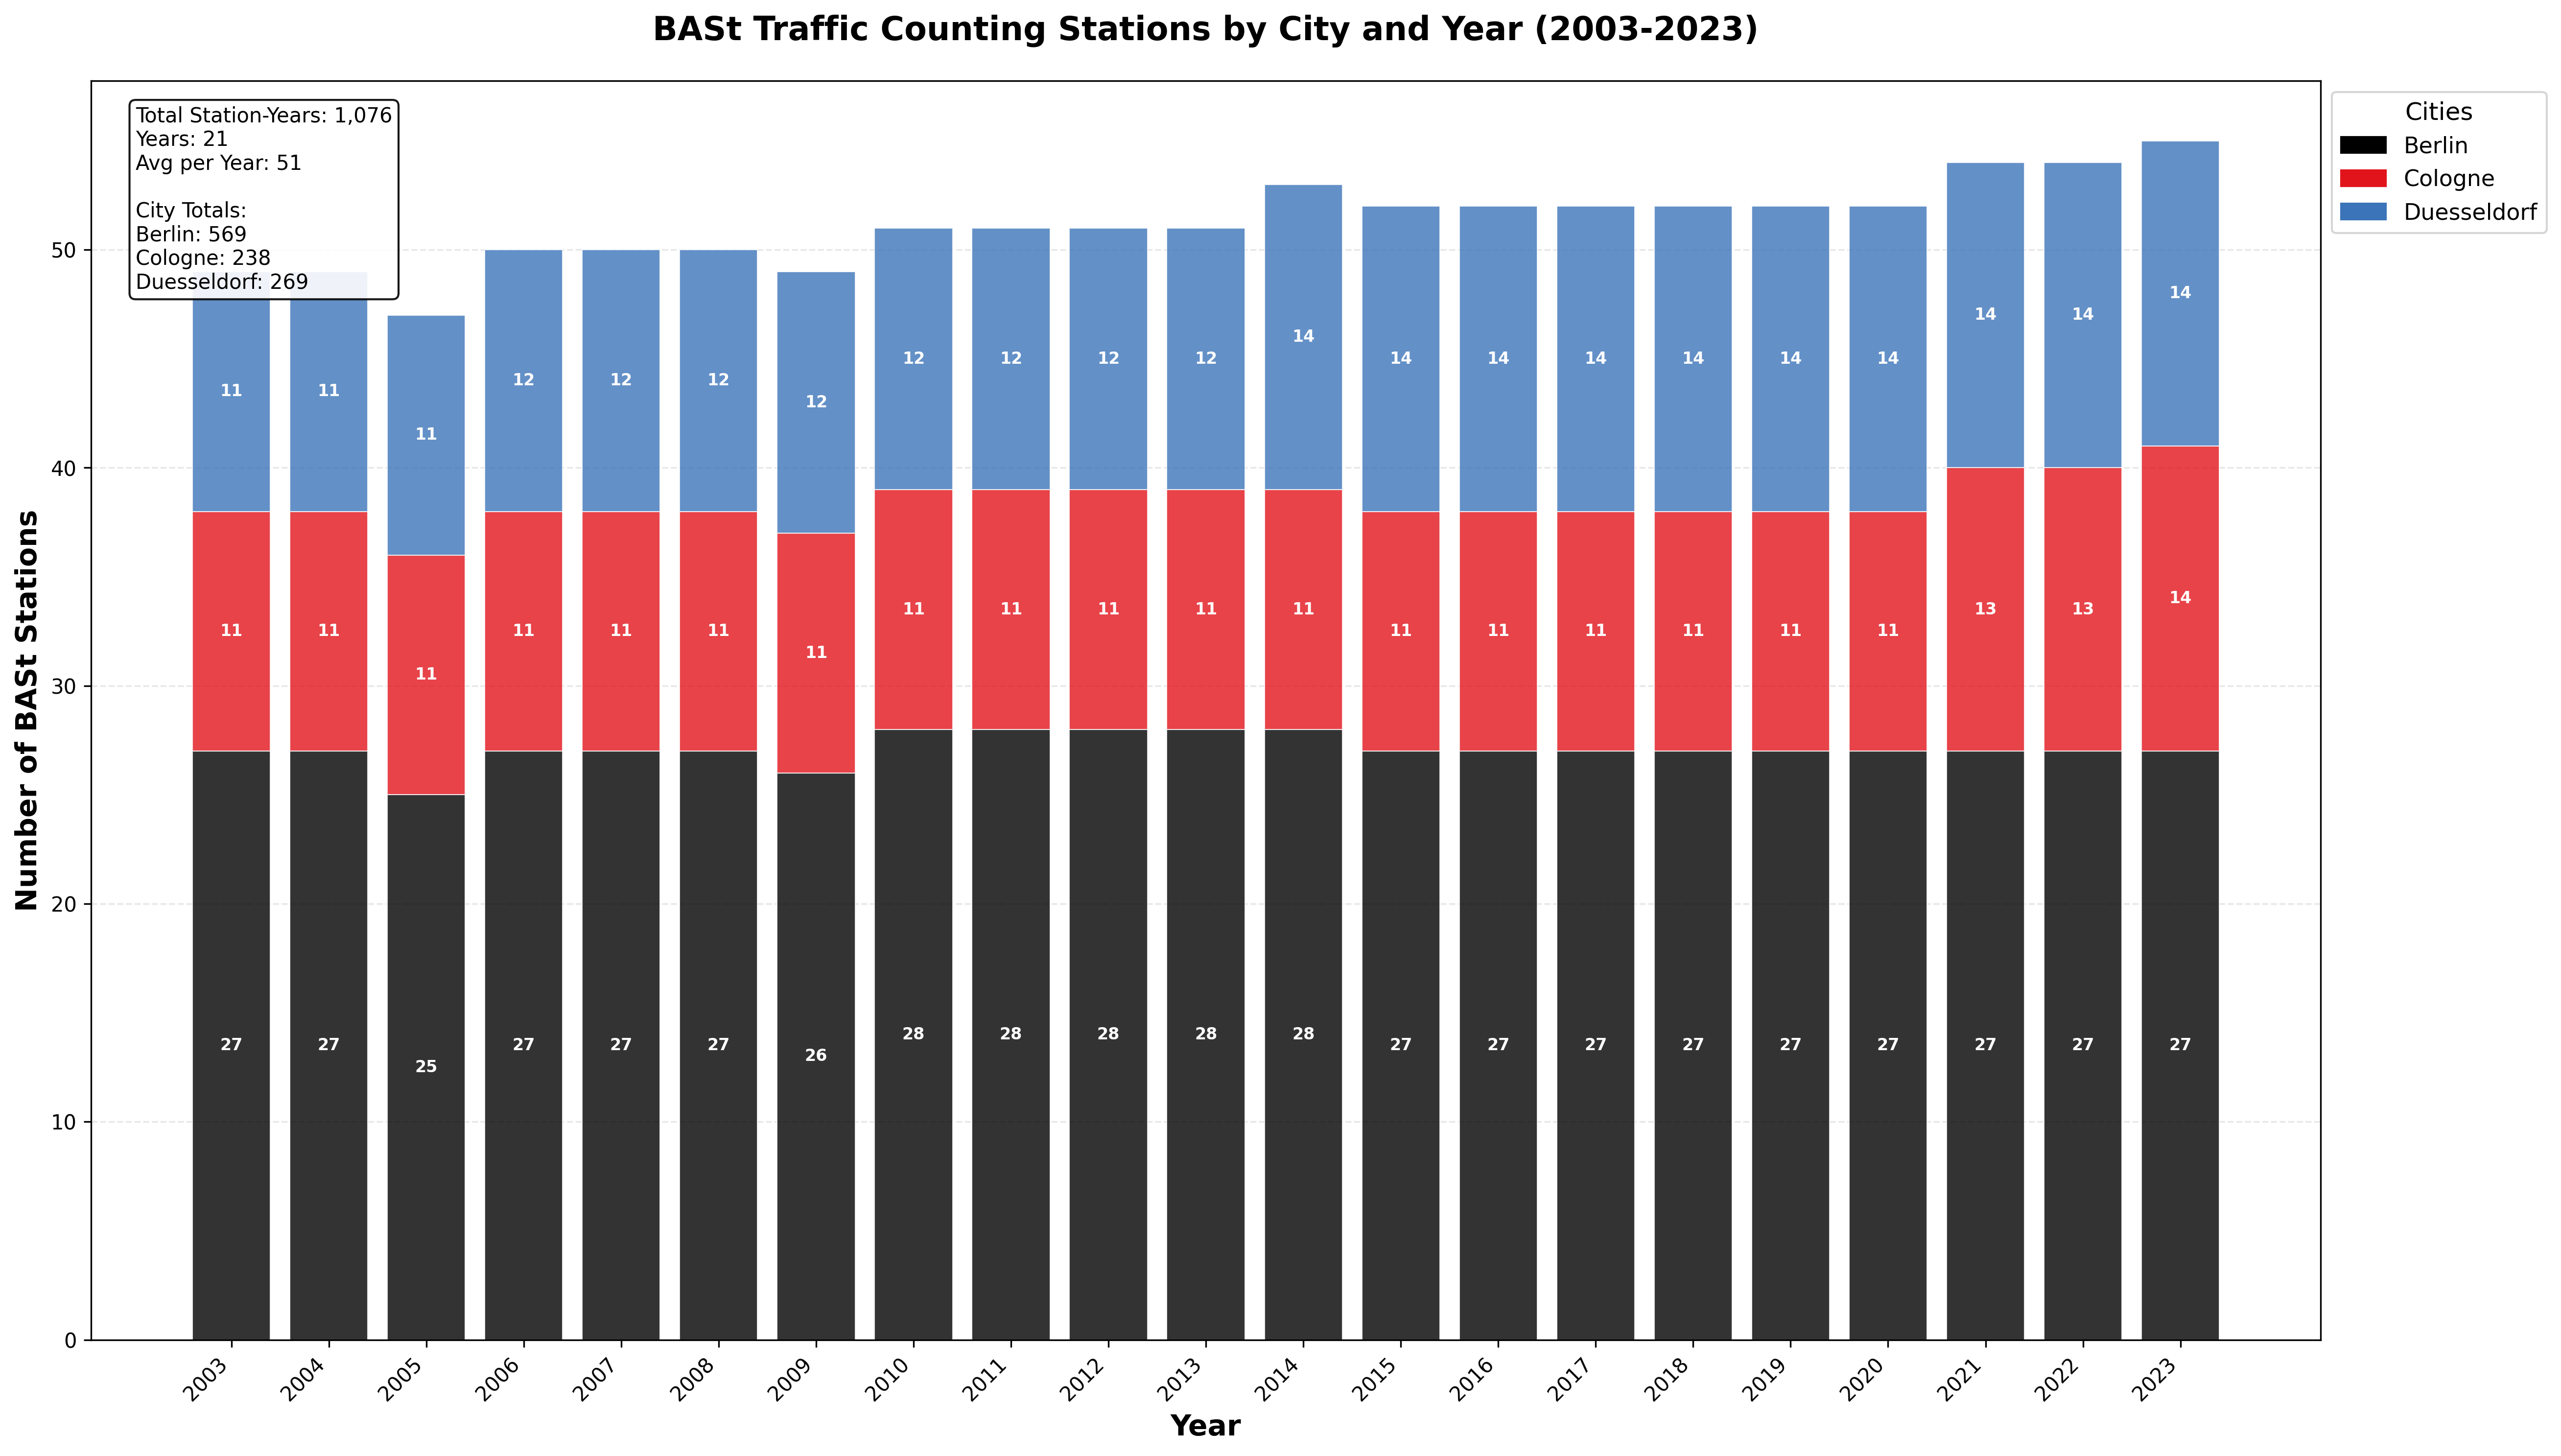 BASt Traffic Counting Stations by City and Year (2003-2023)
Total Station-Years: 1,076
Years: 21
Avg per Year: 51
City Totals:
Berlin: 569
Cologne: 238
Duesseldorf: 269
Cities
Berlin
Cologne
Duesseldorf
Number of BASt Stations
50
40
30
20
10
0
11 11 11 12 12 12 12 12 12 12 12 14 14 14 14 14 14 14 14 14 14
11 11 11 11 11 11 11 11 11 11 11 11 11 11 11 11 11 11 13 13 14
27 27 25 27 27 27 26 28 28 28 28 28 27 27 27 27 27 27 27 27 27
2003 2004 2005 2006 2007 2008 2009 2010 2011 2012 2013 2014 2015 2016 2017 2018 2019 2020 2021 2022 2023
Year